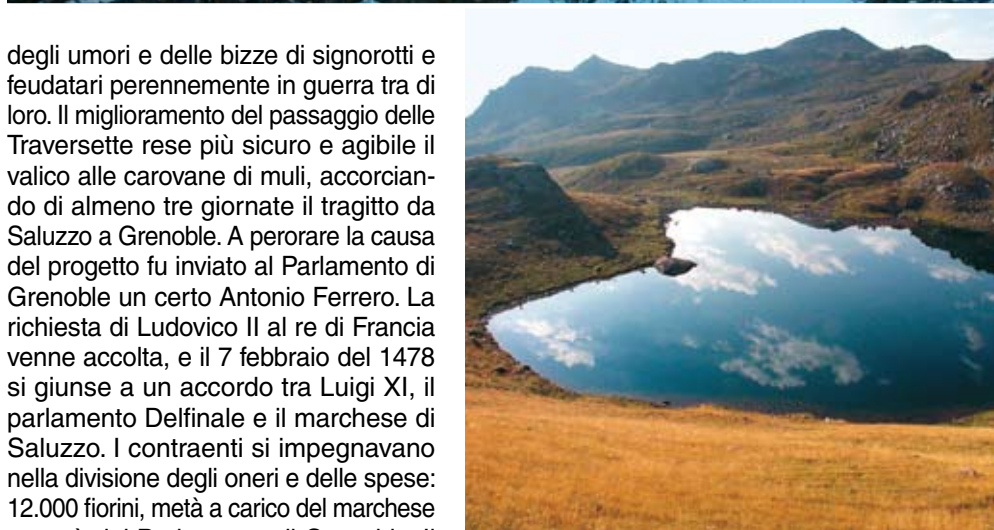 degli umori e delle bizze di signorotti e
feudatari perennemente in guerra tra di
loro. Il miglioramento del passaggio delle
Traversette rese più sicuro e agibile il
valico alle carovane di muli, accorcian-
do di almeno tre giornate il tragitto da
Saluzzo a Grenoble. A perorare la causa
del progetto fu inviato al Parlamento di
Grenoble un certo Antonio Ferrero. La
richiesta di Ludovico II al re di Francia
venne accolta, e il 7 febbraio del 1478
si giunse a un accordo tra Luigi XI, il
parlamento Delfinale e il marchese di
Saluzzo. I contraenti si impegnavano
nella divisione degli oneri e delle spese:
12.000 fiorini, metà a carico del marchese